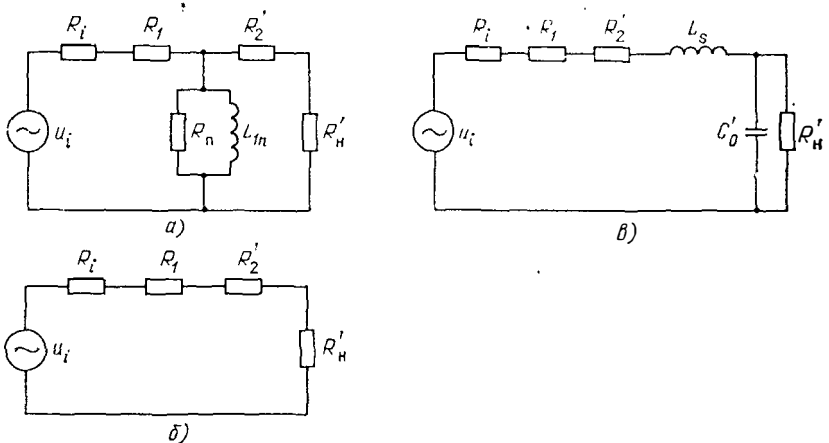 R_i R_1 R_2'
u_i R_п L_1п R_н'
а)
R_i R_1 R_2' L_s
u_i C_0' R_н'
в)
R_i R_1 R_2'
u_i R_н'
б)